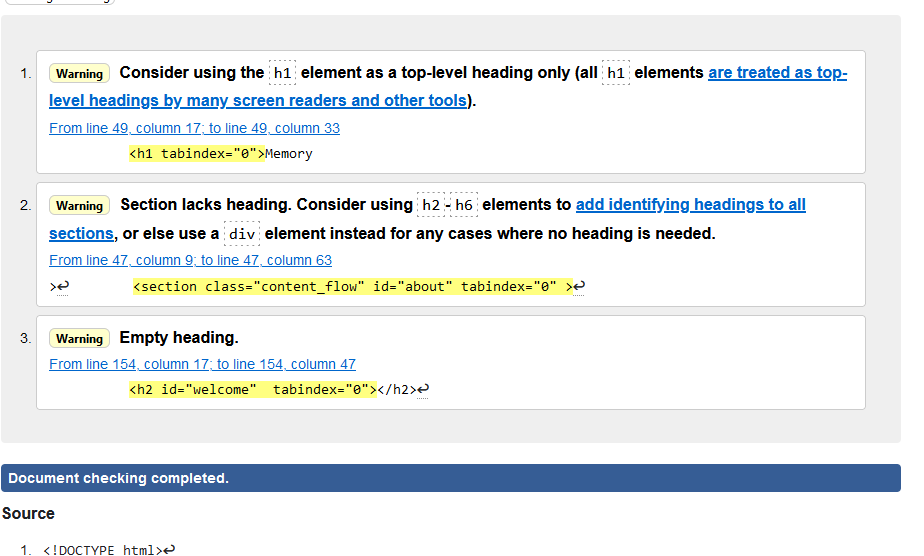 1. Warning Consider using the h1 element as a top-level heading only (all h1 elements are treated as top-
level headings by many screen readers and other tools).
From line 49, column 17; to line 49, column 33
<h1 tabindex="0">Memory
2. Warning Section lacks heading. Consider using h2-h6 elements to add identifying headings to all
sections, or else use a div element instead for any cases where no heading is needed.
From line 47, column 9; to line 47, column 63
>↩ <section class="content_flow" id="about" tabindex="0" >↩
3. Warning Empty heading.
From line 154, column 17; to line 154, column 47
<h2 id="welcome"  tabindex="0"></h2>↩
Document checking completed.
Source
1. <!DOCTYPE html>↩